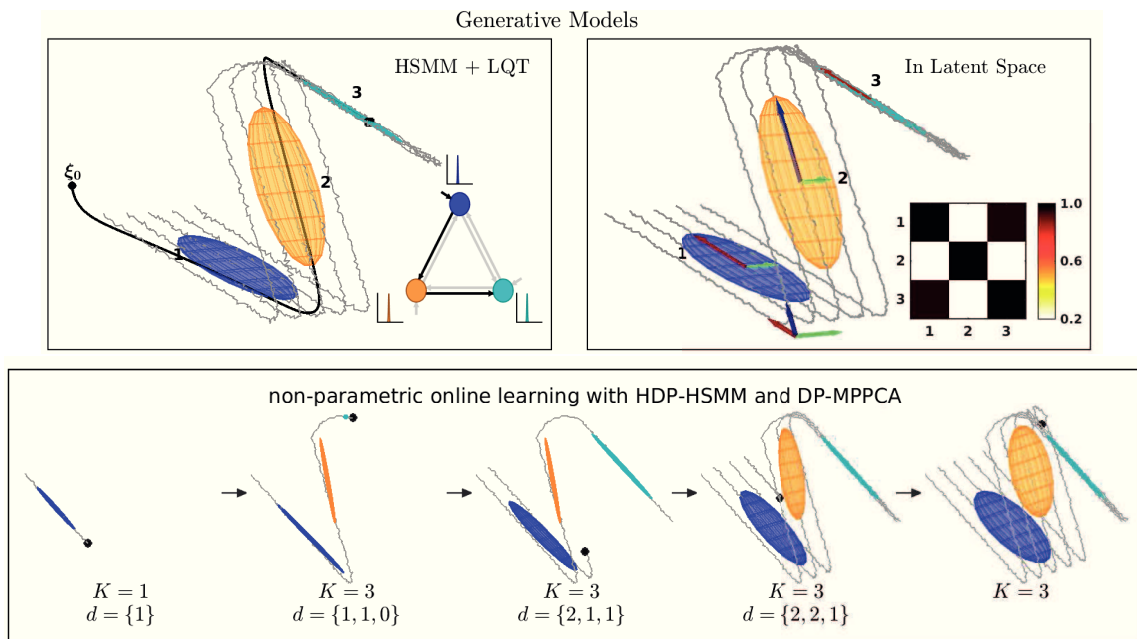 Generative Models
HSMM + LQT
3
ξ0
2
1
In Latent Space
3
2
1
1
2
3
1 2 3
1.0
0.6
0.2
non-parametric online learning with HDP-HSMM and DP-MPPCA
K = 1
d = {1}
K = 3
d = {1, 1, 0}
K = 3
d = {2, 1, 1}
K = 3
d = {2, 2, 1}
K = 3